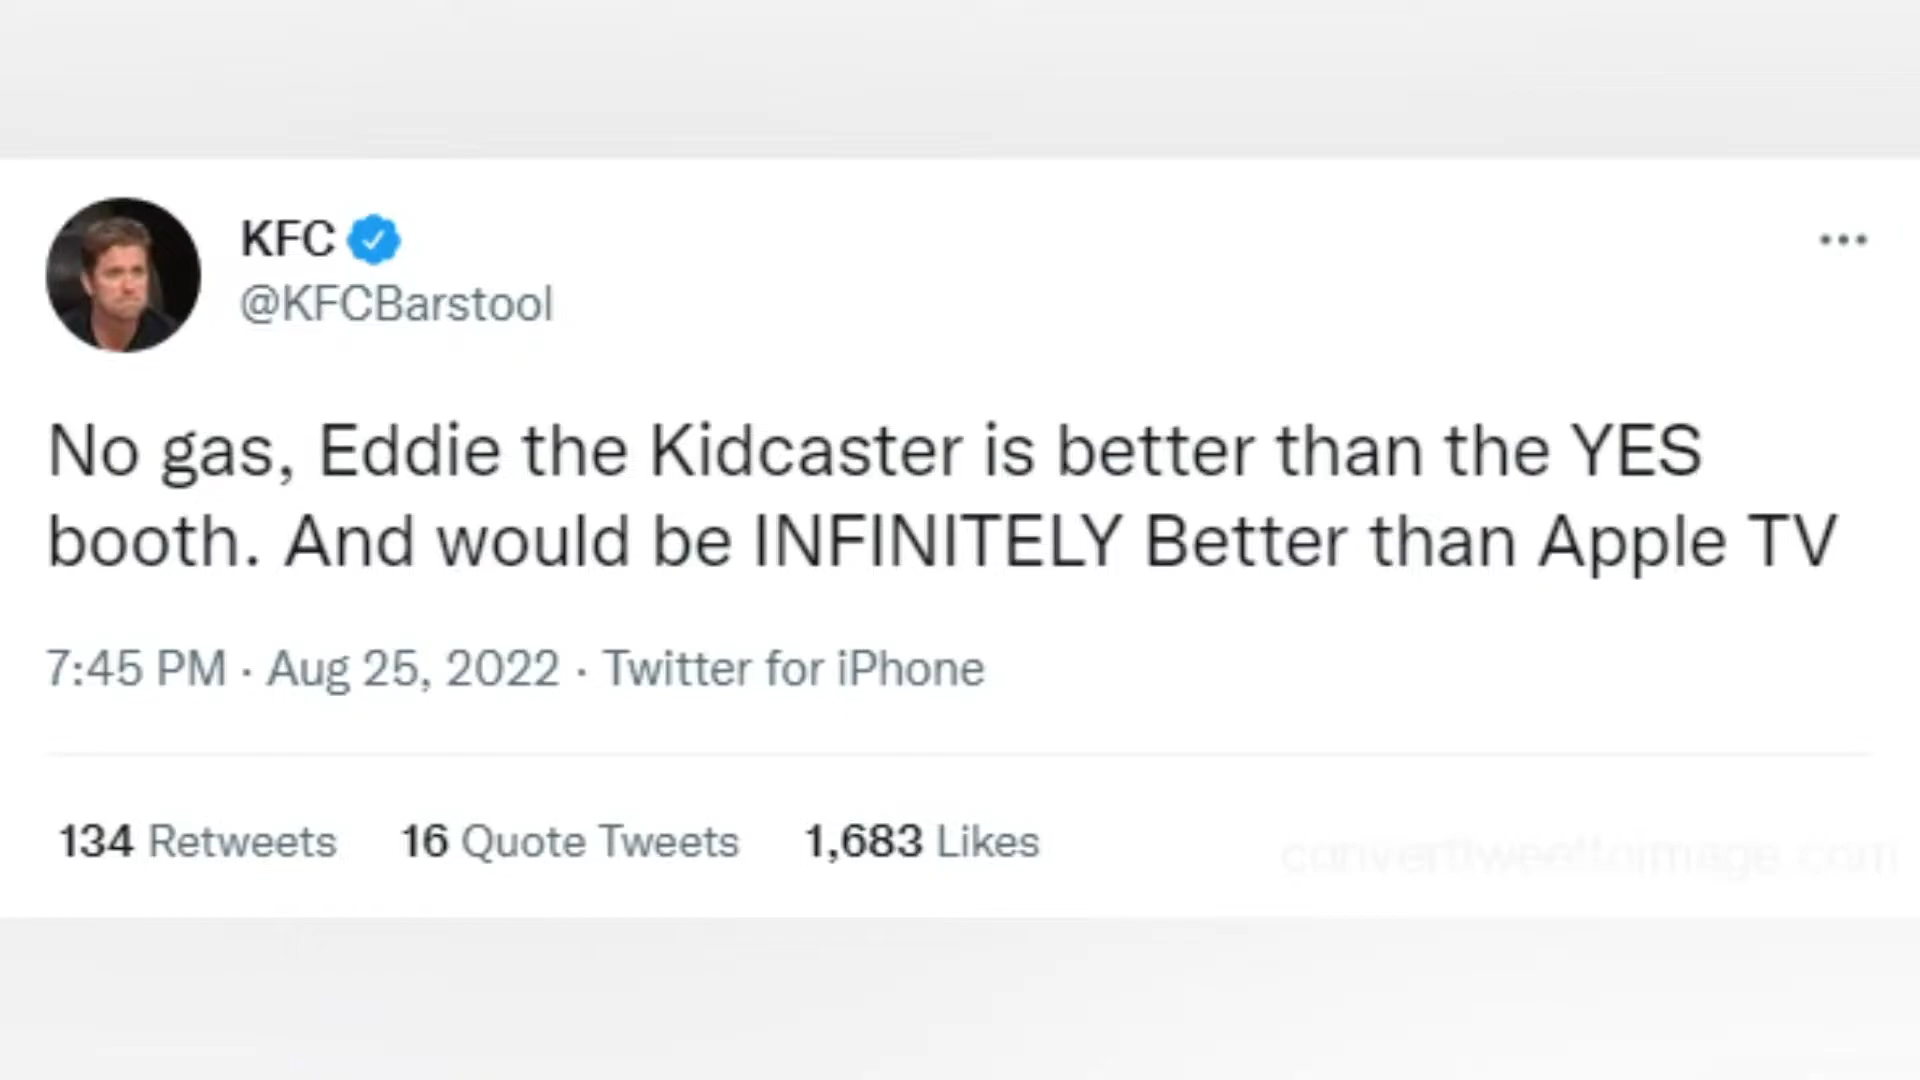 KFC
@KFCBarstool
No gas, Eddie the Kidcaster is better than the YES
booth. And would be INFINITELY Better than Apple TV
7:45 PM · Aug 25, 2022 · Twitter for iPhone
134 Retweets 16 Quote Tweets 1,683 Likes
converttweettoimage.com